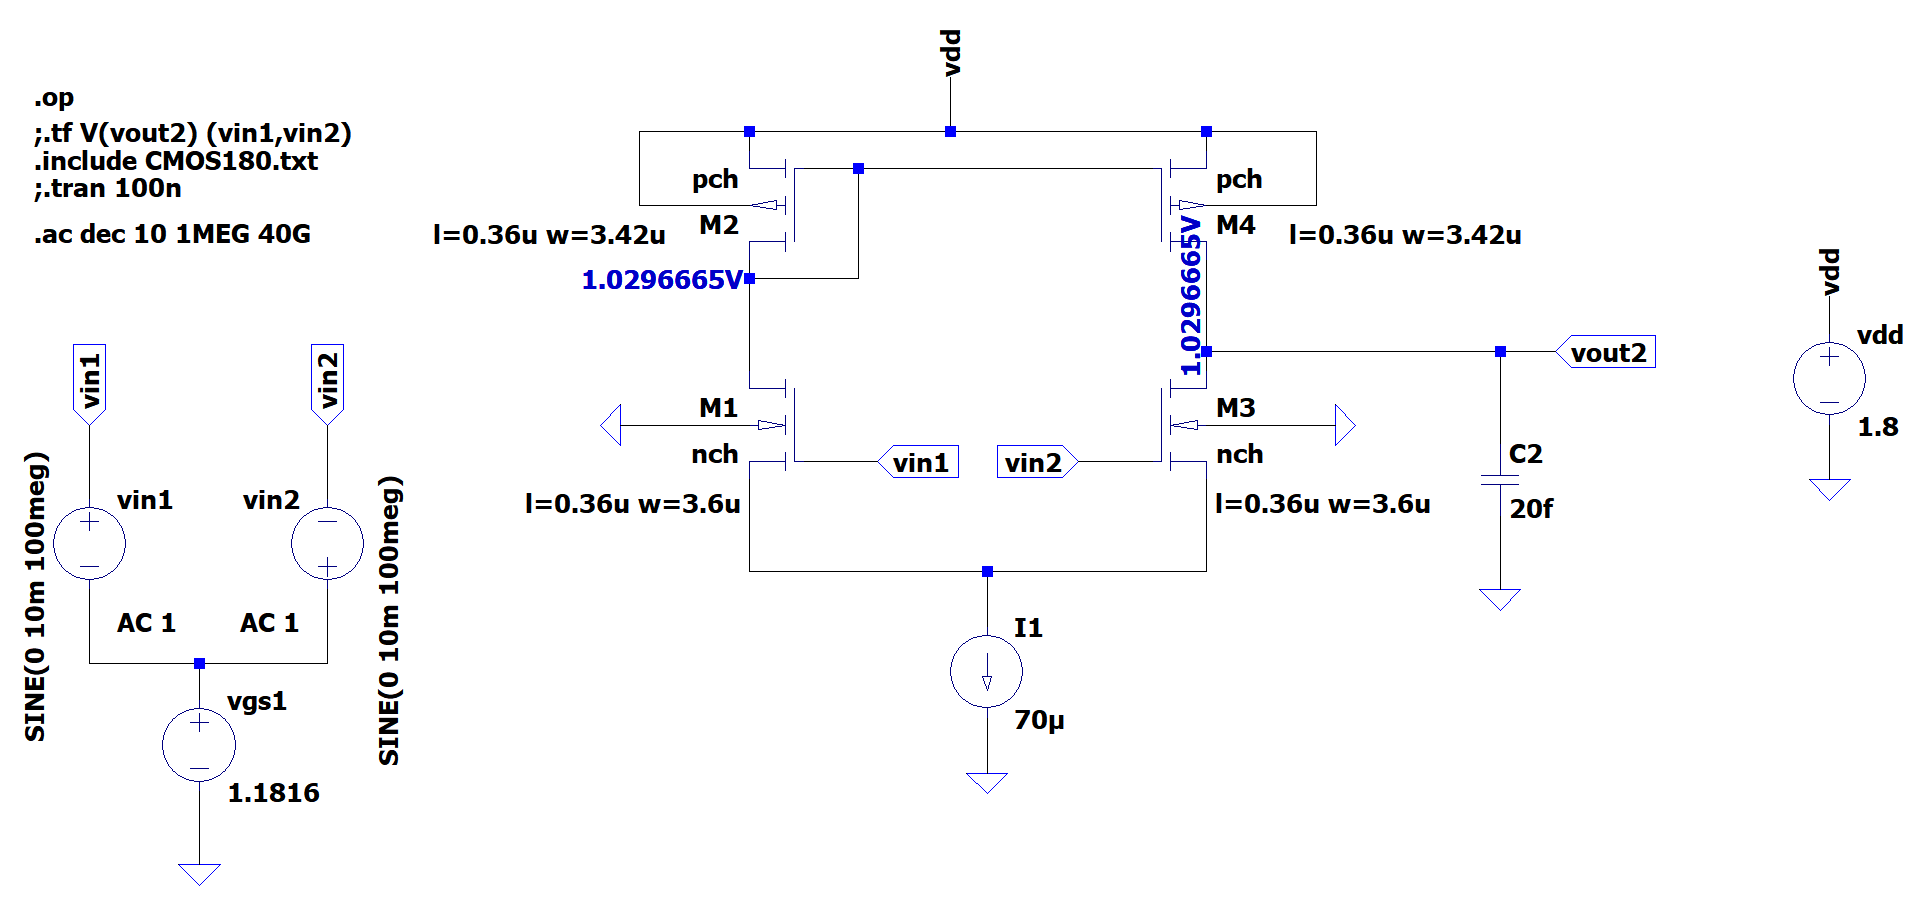 .op
;.tf V(vout2) (vin1,vin2)
.include CMOS180.txt
;.tran 100n
.ac dec 10 1MEG 40G
vdd
pch
M2
l=0.36u w=3.42u
1.0296665V
pch
M4
l=0.36u w=3.42u
1.0296665V
M1
nch
l=0.36u w=3.6u
vin1
vin2
M3
nch
l=0.36u w=3.6u
vout2
C2
20f
vdd
vdd
1.8
vin1
vin2
vin1
vin2
AC 1
AC 1
SINE(0 10m 100meg)
SINE(0 10m 100meg)
vgs1
1.1816
I1
70µ